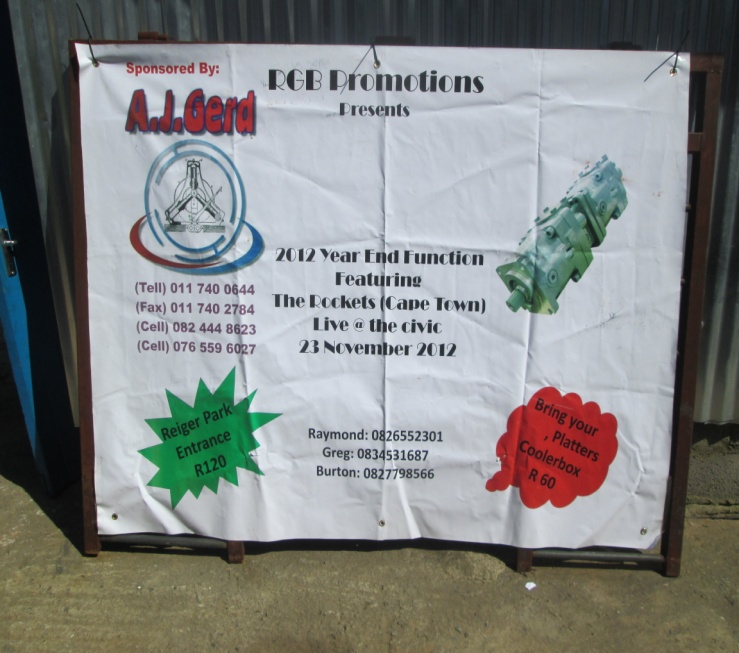 Sponsored By:
A.J.Gerd
RGB Promotions
Presents
2012 Year End Function
Featuring
The Rockets (Cape Town)
Live @ the civic
23 November 2012
(Tell) 011 740 0644
(Fax) 011 740 2784
(Cell) 082 444 8623
(Cell) 076 559 6027
Reiger Park
Entrance
R120
Raymond: 0826552301
Greg: 0834531687
Burton: 0827798566
Bring your
, Platters
Coolerbox
R 60